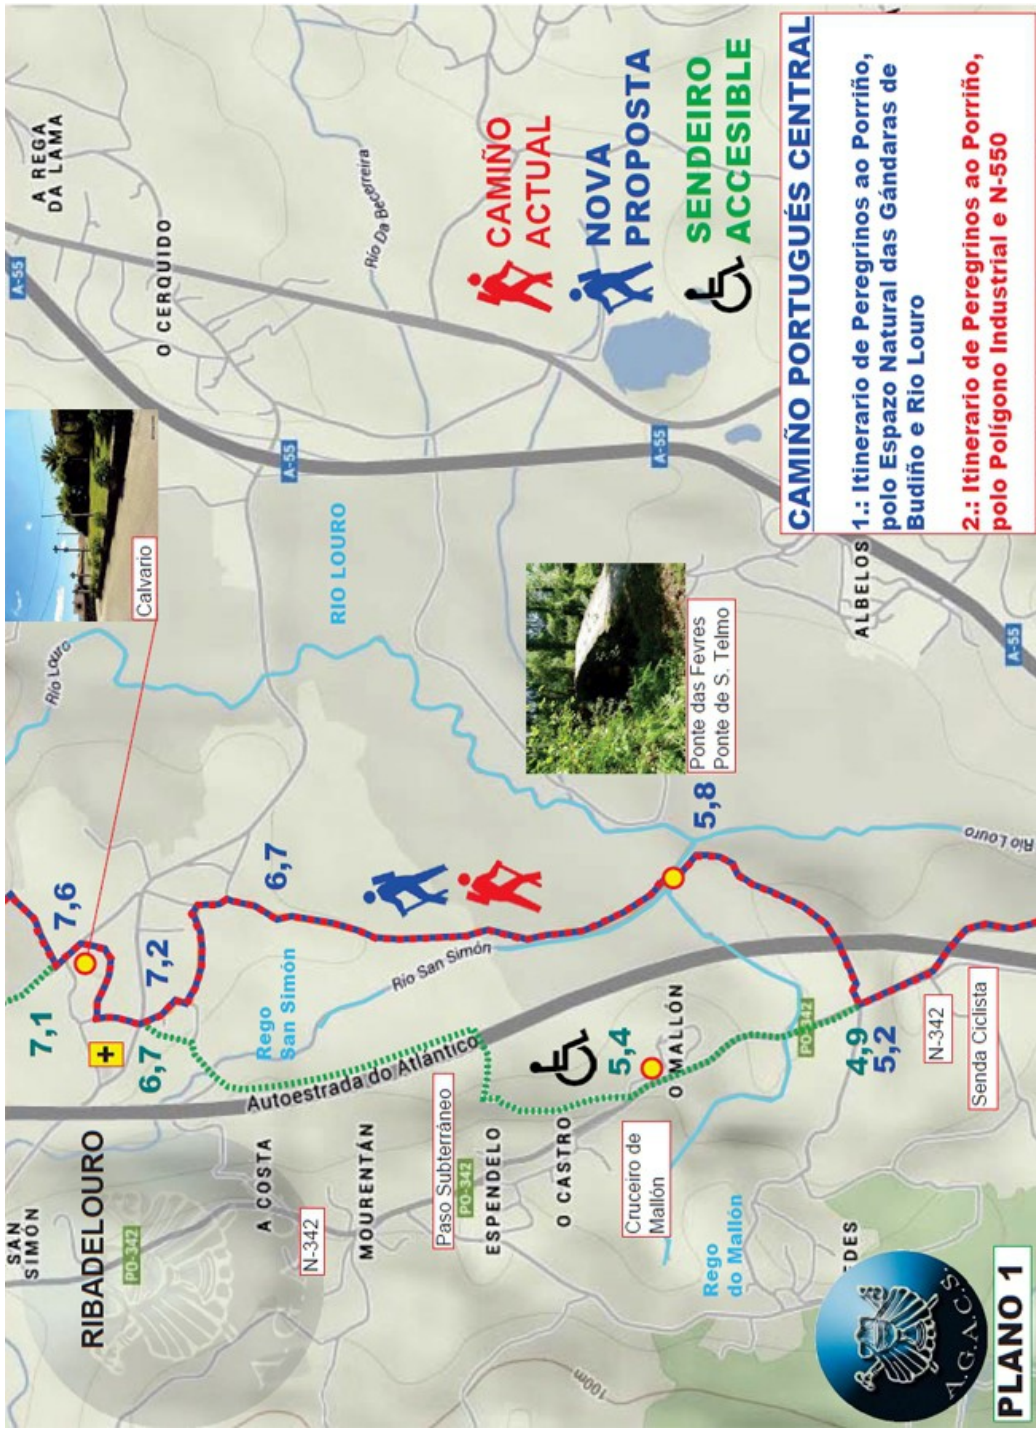 CAMIÑO PORTUGUÉS CENTRAL
1.: Itinerario de Peregrinos ao Porriño,
polo Espazo Natural das Gándaras de
Budiño e Rio Louro
2.: Itinerario de Peregrinos ao Porriño,
polo Polígono Industrial e N-550
CAMIÑO
ACTUAL
NOVA
PROPOSTA
SENDEIRO
ACCESIBLE
A REGA
DA LAMA
A-55
O CERQUIDO
Río Da Becerreira
A-55
A-55
A-55
ALBELOS
Calvario
Río Louro
RIO LOURO
Ponte das Fevres
Ponte de S. Telmo
5,8
Río Louro
7,6
7,2
6,7
7,1
6,7
Rego
San Simón
Río San Simón
Autoestrada do Atlántico
5,4
O MALLÓN
PO-342
4,9
5,2
N-342
Senda Ciclista
SAN
SIMÓN
RIBADELOURO
PO-342
A COSTA
N-342
MOURENTÁN
Paso Subterráneo
PO-342
ESPENDELO
O CASTRO
Cruceiro de
Mallón
Rego
do Mallón
EDES
100m
A.G.A.C.S.
PLANO 1